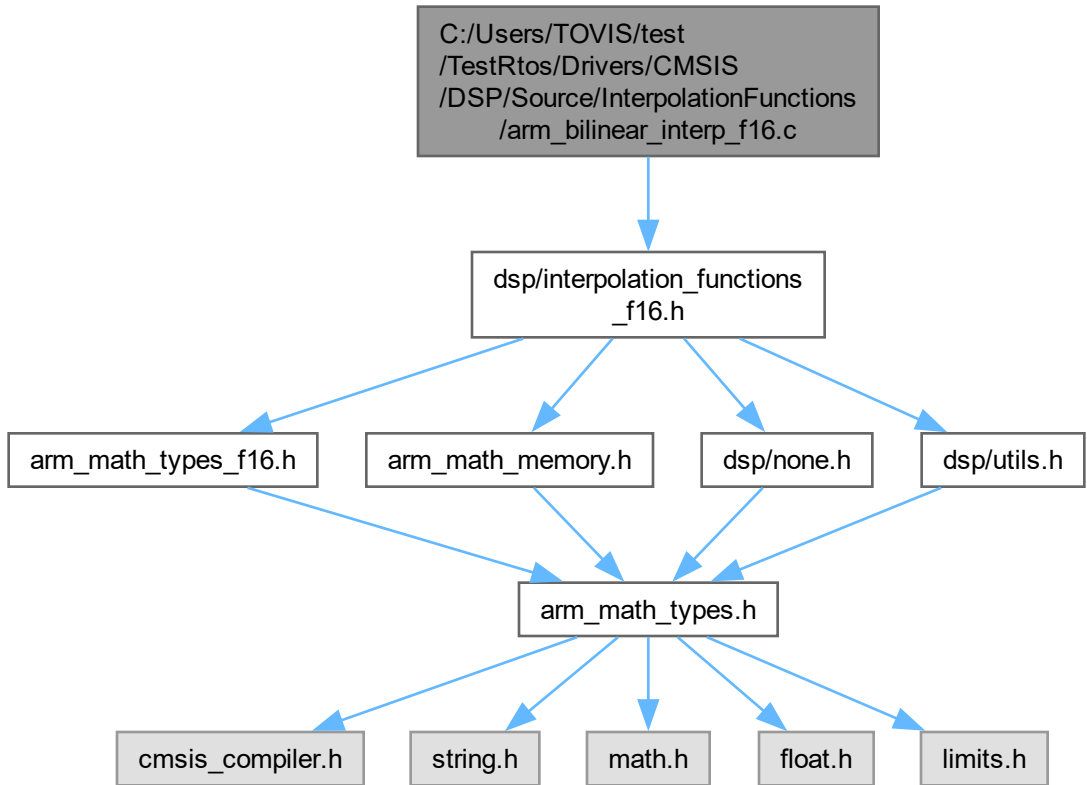 C:/Users/TOVIS/test
/TestRtos/Drivers/CMSIS
/DSP/Source/InterpolationFunctions
/arm_bilinear_interp_f16.c
dsp/interpolation_functions
_f16.h
arm_math_types_f16.h
arm_math_memory.h
dsp/none.h
dsp/utils.h
arm_math_types.h
cmsis_compiler.h
string.h
math.h
float.h
limits.h